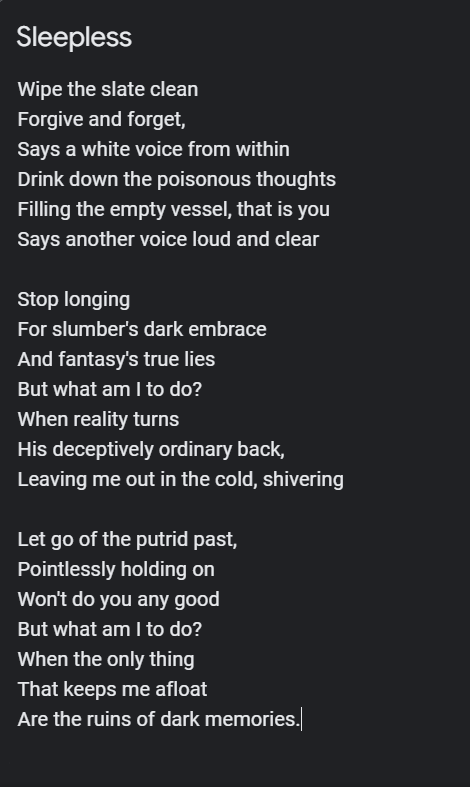 Sleepless
Wipe the slate clean
Forgive and forget,
Says a white voice from within
Drink down the poisonous thoughts
Filling the empty vessel, that is you
Says another voice loud and clear
Stop longing
For slumber's dark embrace
And fantasy's true lies
But what am I to do?
When reality turns
His deceptively ordinary back,
Leaving me out in the cold, shivering
Let go of the putrid past,
Pointlessly holding on
Won't do you any good
But what am I to do?
When the only thing
That keeps me afloat
Are the ruins of dark memories.